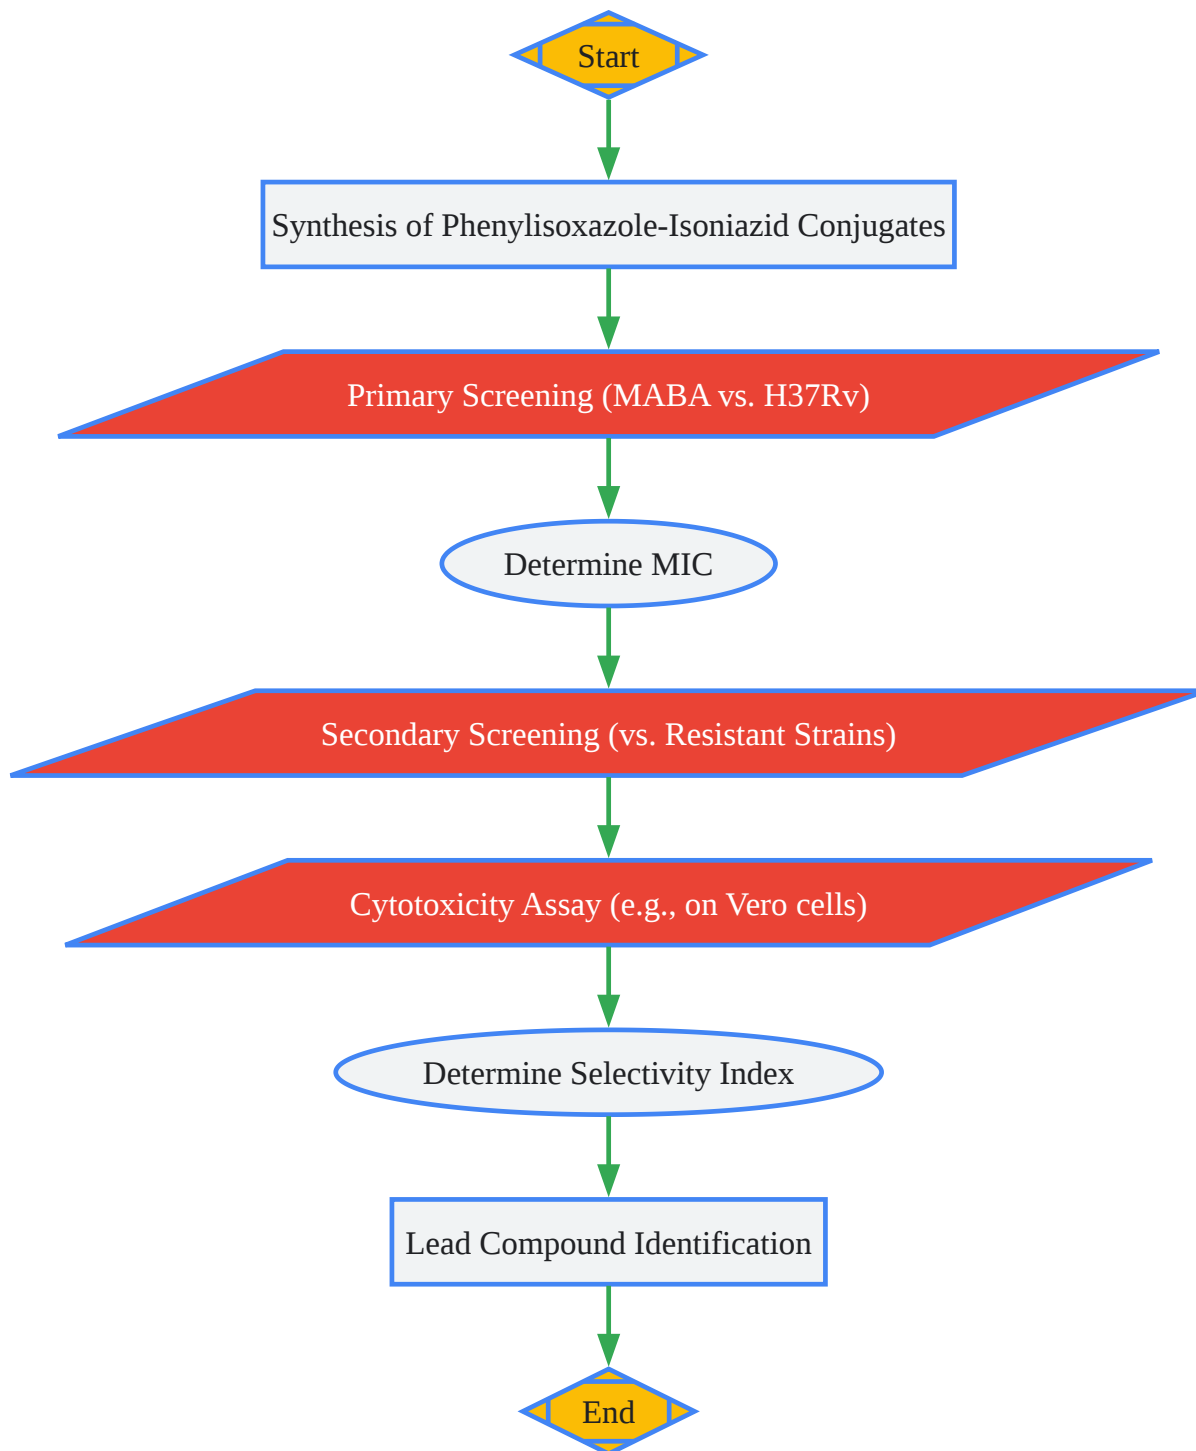 Start
Synthesis of Phenylisoxazole-Isoniazid Conjugates
Primary Screening (MABA vs. H37Rv)
Determine MIC
Secondary Screening (vs. Resistant Strains)
Cytotoxicity Assay (e.g., on Vero cells)
Determine Selectivity Index
Lead Compound Identification
End